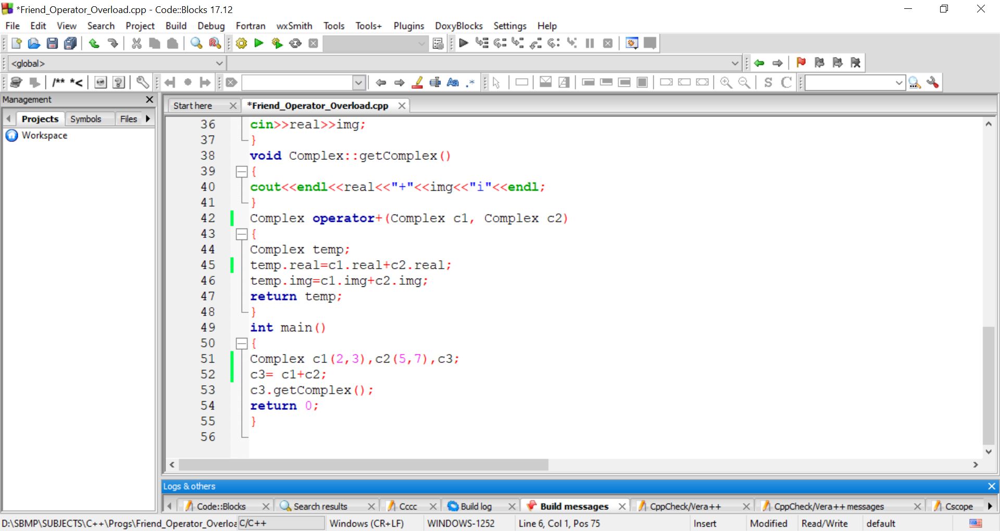 *Friend_Operator_Overload.cpp - Code::Blocks 17.12
File Edit View Search Project Build Debug Fortran wxSmith Tools Tools+ Plugins DoxyBlocks Settings Help
<global>
/** *< Aa .* S C
Management
Start here *Friend_Operator_Overload.cpp
Projects Symbols Files
Workspace
36 cin>>real>>img;
37 }
38 void Complex::getComplex()
39 {
40 cout<<endl<<real<<"+"<<img<<"i"<<endl;
41 }
42 Complex operator+(Complex c1, Complex c2)
43 {
44 Complex temp;
45 temp.real=c1.real+c2.real;
46 temp.img=c1.img+c2.img;
47 return temp;
48 }
49 int main()
50 {
51 Complex c1(2,3),c2(5,7),c3;
52 c3= c1+c2;
53 c3.getComplex();
54 return 0;
55 }
56
Logs & others
Code::Blocks Search results Cccc Build log Build messages CppCheck/Vera++ CppCheck/Vera++ messages Cscope
D:\SBMP\SUBJECTS\C++\Progs\Friend_Operator_Overloa C/C++ Windows (CR+LF) WINDOWS-1252 Line 6, Col 1, Pos 75 Insert Modified Read/Write default